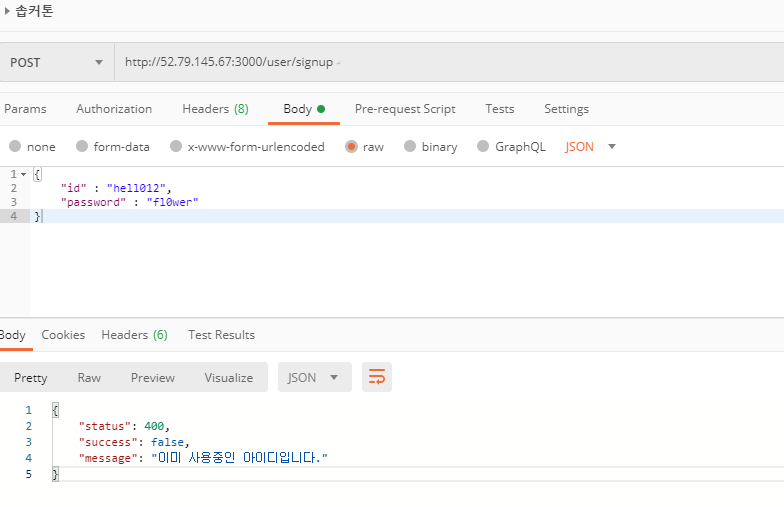 솝커톤
POST http://52.79.145.67:3000/user/signup
Params Authorization Headers (8) Body Pre-request Script Tests Settings
none form-data x-www-form-urlencoded raw binary GraphQL JSON
1 {
2 "id" : "hell012",
3 "password" : "fl0wer"
4 }
Body Cookies Headers (6) Test Results
Pretty Raw Preview Visualize JSON
1 {
2 "status": 400,
3 "success": false,
4 "message": "이미 사용중인 아이디입니다."
5 }